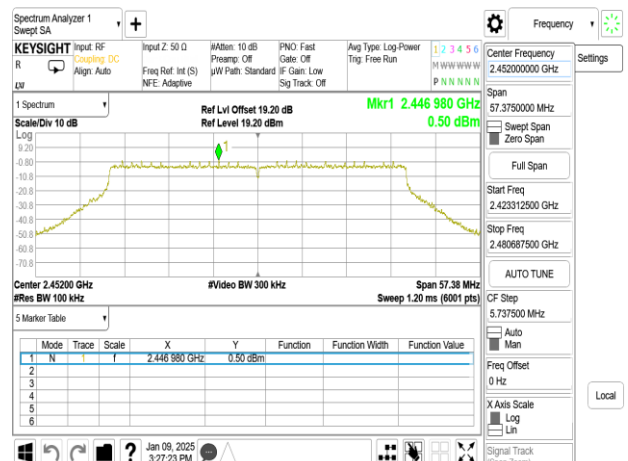 Spectrum Analyzer 1
Swept SA
Frequency
KEYSIGHT Input: RF Input Z: 50 Ω #Atten: 10 dB PNO: Fast Avg Type: Log-Power 1 2 3 4 5 6
Coupling: DC Preamp: Off Gate: Off Trig: Free Run
R Align: Auto Freq Ref: Int (S) µW Path: Standard IF Gain: Low M W W W W W
NFE: Adaptive Sig Track: Off
P N N N N N
LXI
Center Frequency
2.452000000 GHz
Settings
Span
57.3750000 MHz
Swept Span
Zero Span
Full Span
Start Freq
2.423312500 GHz
Stop Freq
2.480687500 GHz
AUTO TUNE
CF Step
5.737500 MHz
Auto
Man
Freq Offset
0 Hz
X Axis Scale
Log
Lin
Signal Track
Local
1 Spectrum
Ref Lvl Offset 19.20 dB
Mkr1 2.446 980 GHz
Scale/Div 10 dB
Ref Level 19.20 dBm
0.50 dBm
Log
9.20
-0.80
-10.8
-20.8
-30.8
-40.8
-50.8
-60.8
-70.8
1
Center 2.45200 GHz
#Video BW 300 kHz
Span 57.38 MHz
#Res BW 100 kHz
Sweep 1.20 ms (6001 pts)
5 Marker Table
Mode Trace Scale X Y Function Function Width Function Value
1 N 1 f 2.446 980 GHz 0.50 dBm
2
3
4
5
6
?
Jan 09, 2025
3:27:23 PM